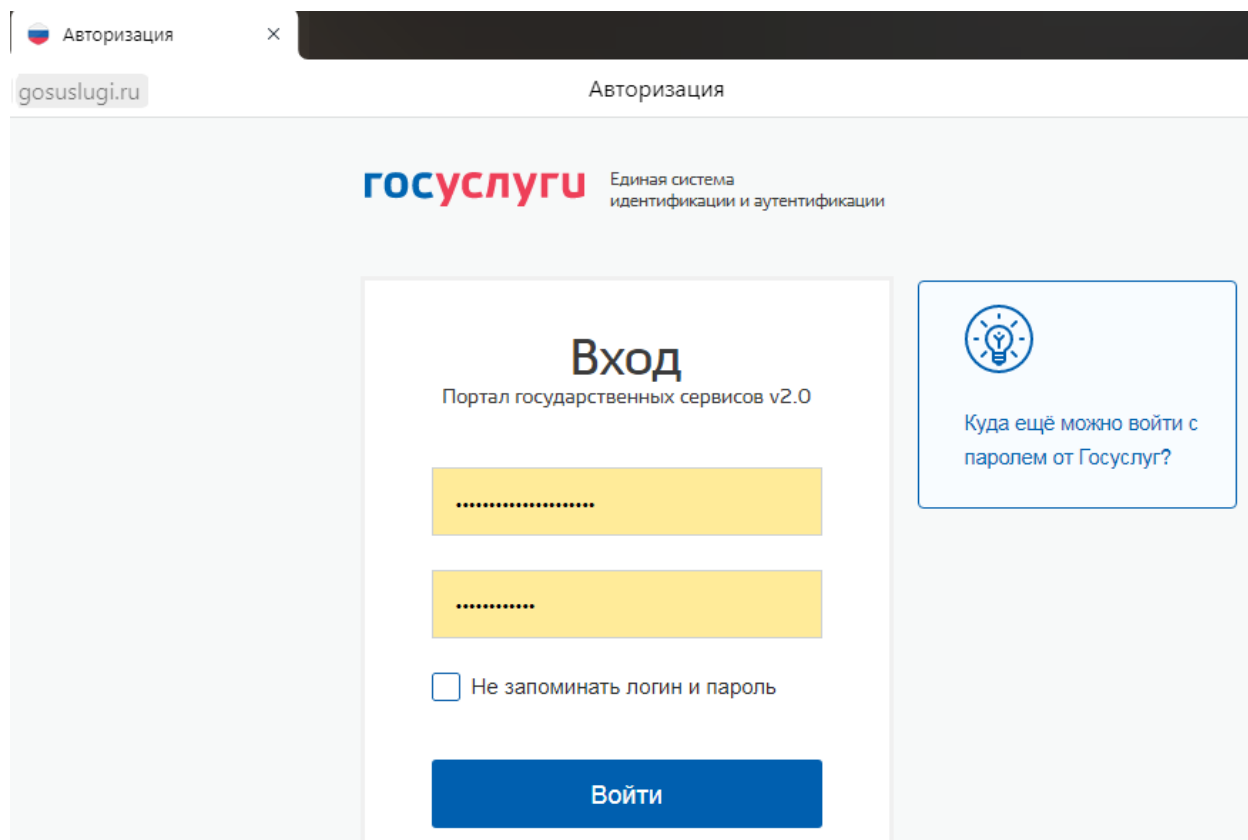 Авторизация
gosuslugi.ru
Авторизация
госуслуги
Единая система
идентификации и аутентификации
Вход
Портал государственных сервисов v2.0
•••••••••••••••••••••
••••••••••••
Не запоминать логин и пароль
Войти
Куда ещё можно войти с
паролем от Госуслуг?